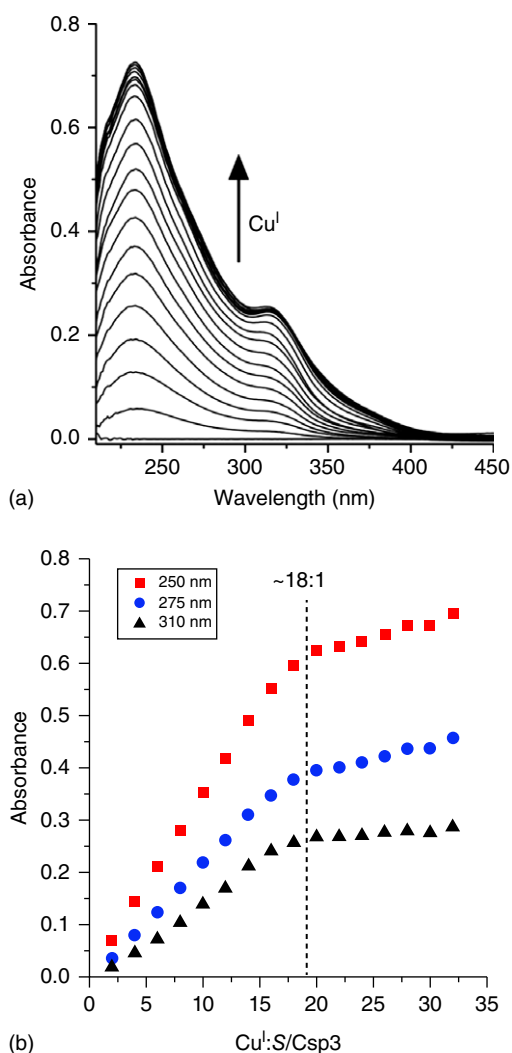 0.8
0.6
0.4
0.2
0.0
Absorbance
Cu^I
250 300 350 400 450
Wavelength (nm)
(a)
0.8
0.7
0.6
0.5
0.4
0.3
0.2
0.1
0.0
Absorbance
250 nm
275 nm
310 nm
~18:1
0 5 10 15 20 25 30 35
Cu^I:S/Csp3
(b)